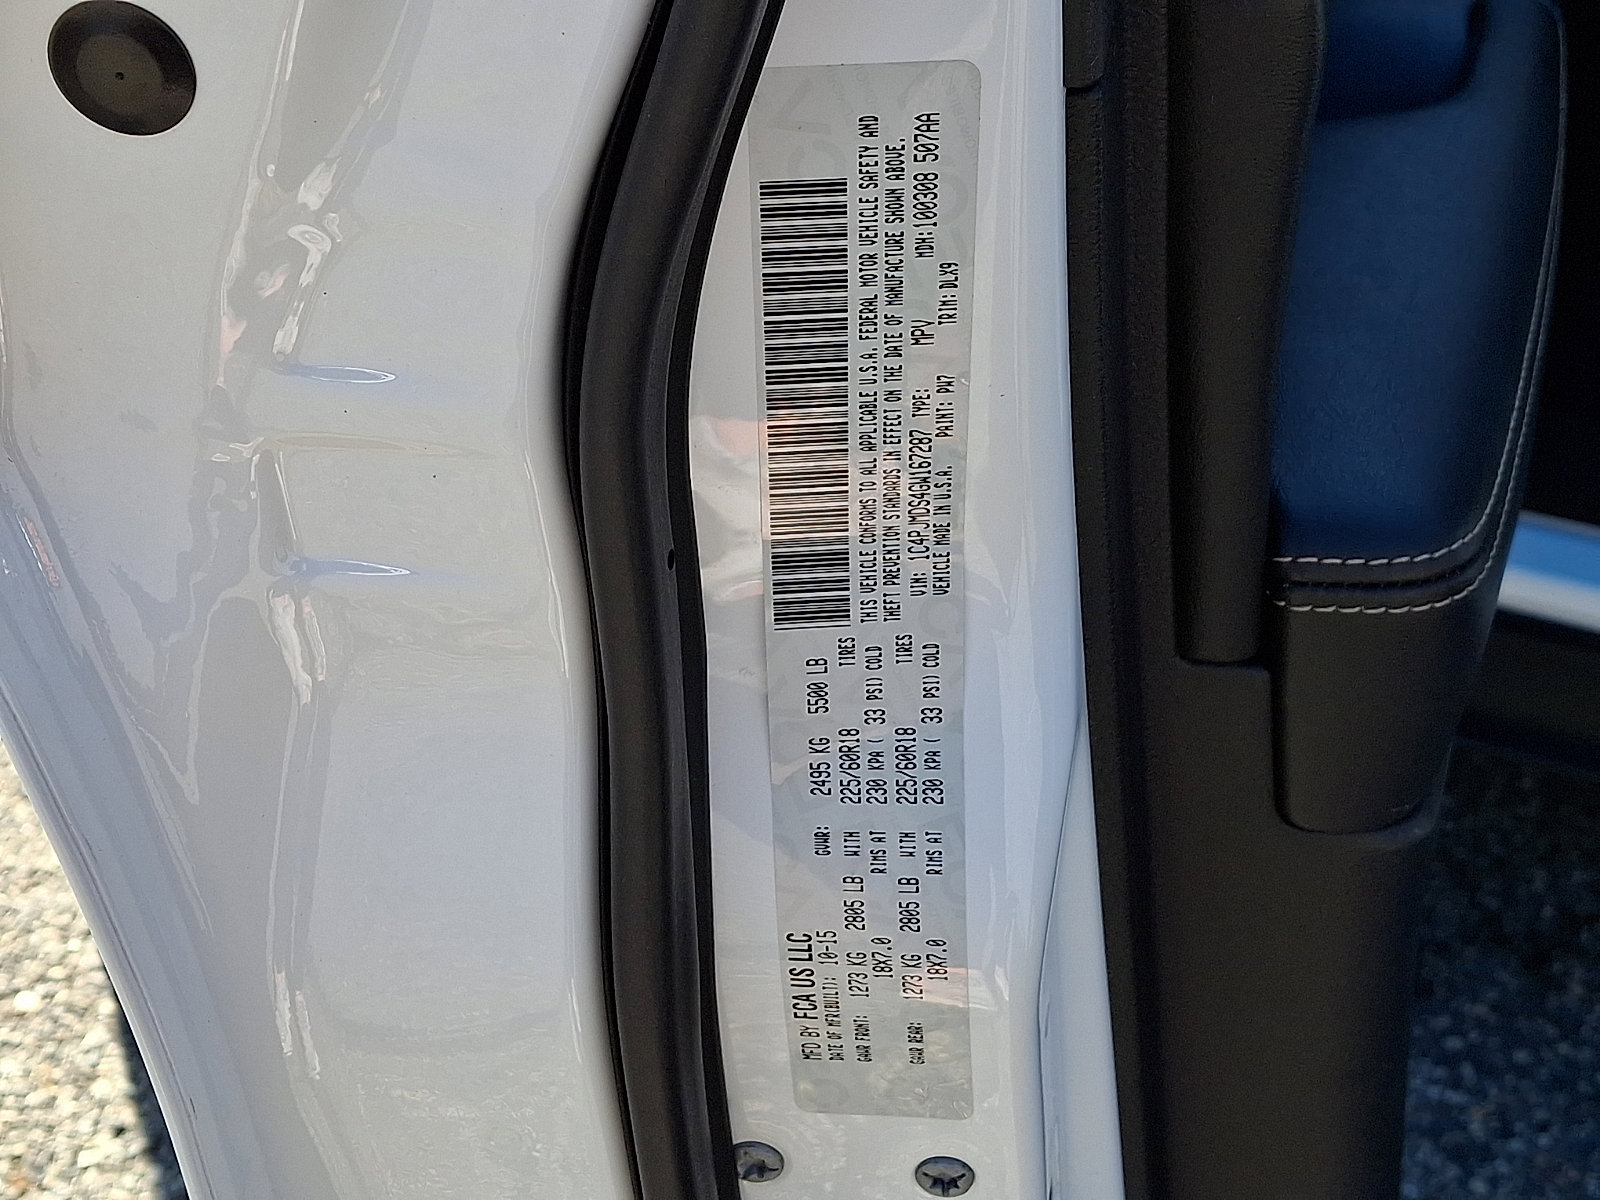 MFD BY FCA US LLC
DATE OF MFR(BUILT): 10-15 GVWR: 2495 KG 5500 LB
GAWR FRONT: 1273 KG 2805 LB WITH 225/60R18 TIRES
18X7.0 RIMS AT 230 KPA ( 33 PSI) COLD
GAWR REAR: 1273 KG 2805 LB WITH 225/60R18 TIRES
18X7.0 RIMS AT 230 KPA ( 33 PSI) COLD
THIS VEHICLE CONFORMS TO ALL APPLICABLE U.S.A. FEDERAL MOTOR VEHICLE SAFETY AND
THEFT PREVENTION STANDARDS IN EFFECT ON THE DATE OF MANUFACTURE SHOWN ABOVE.
VIN: 1C4PJMDS4GW167287 TYPE: MPV MDH:100308 507AA
VEHICLE MADE IN U.S.A. PAINT: PW7 TRIM: DLX9